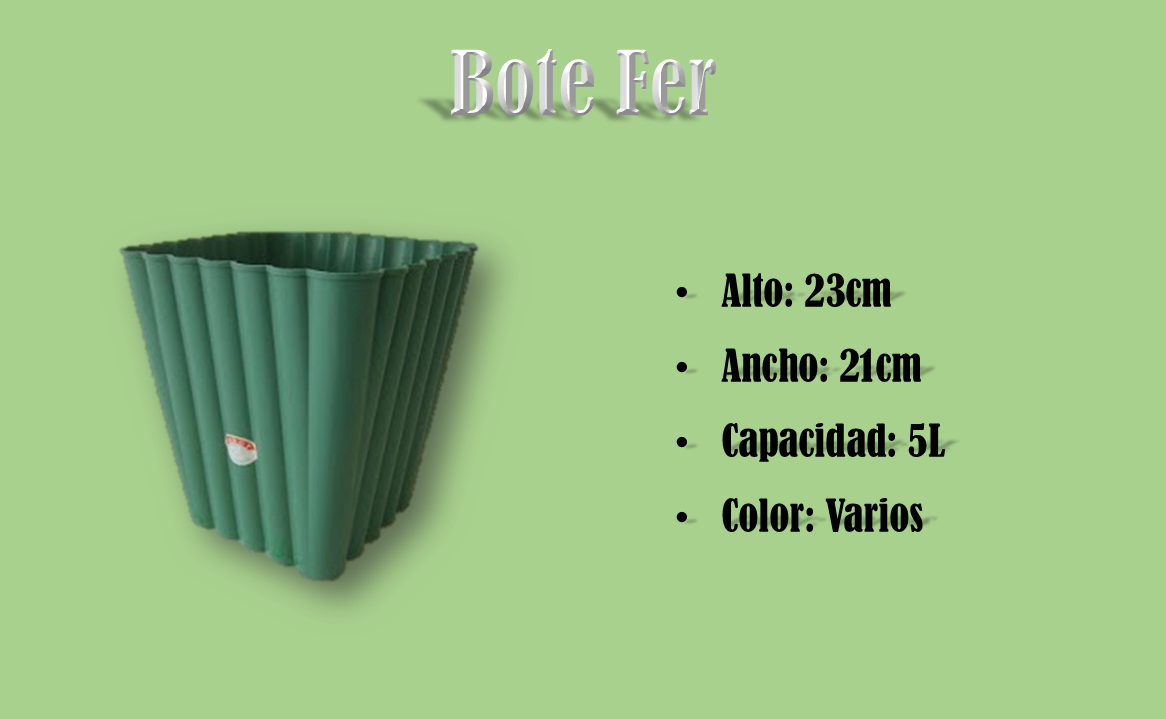 Bote Fer
• Alto: 23cm
• Ancho: 21cm
• Capacidad: 5L
• Color: Varios